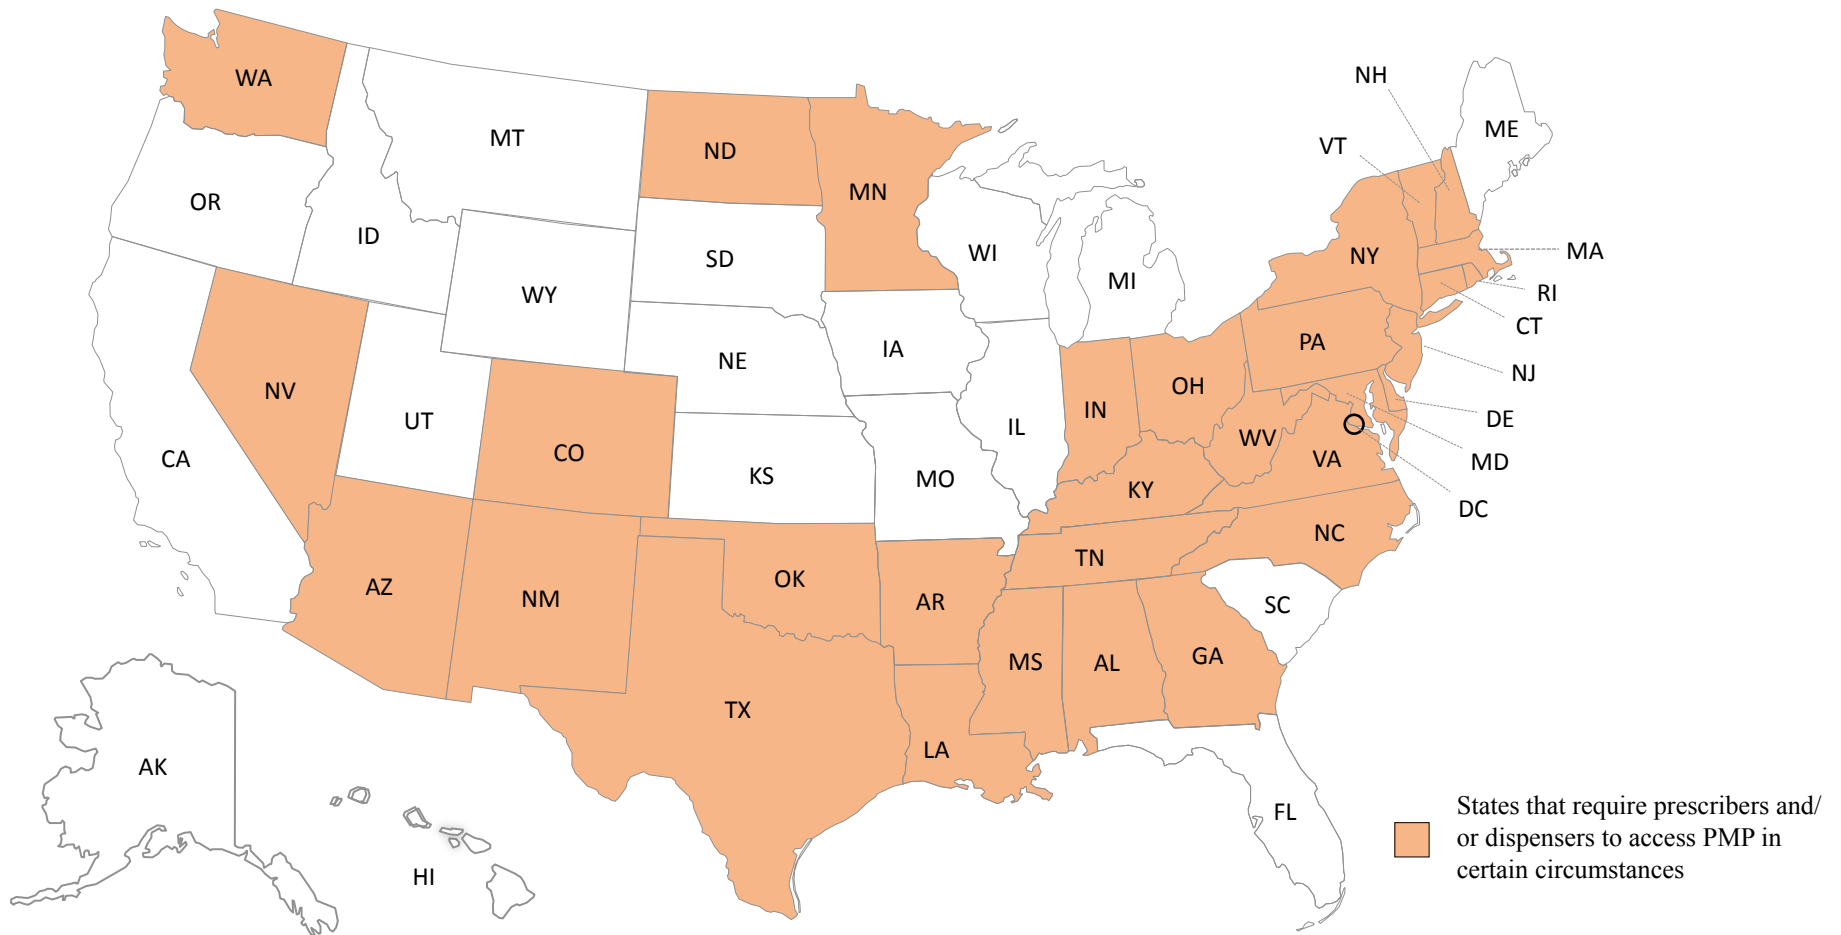 WA
MT
ND
MN
OR
ID
SD
WY
WI
MI
NH
VT
ME
NY
MA
RI
CT
NJ
DE
MD
DC
PA
NE
IA
NV
UT
CO
CA
KS
MO
IL
IN
OH
WV
VA
KY
NC
TN
AZ
NM
OK
AR
SC
MS
AL
GA
TX
LA
FL
AK
HI
States that require prescribers and/
or dispensers to access PMP in
certain circumstances